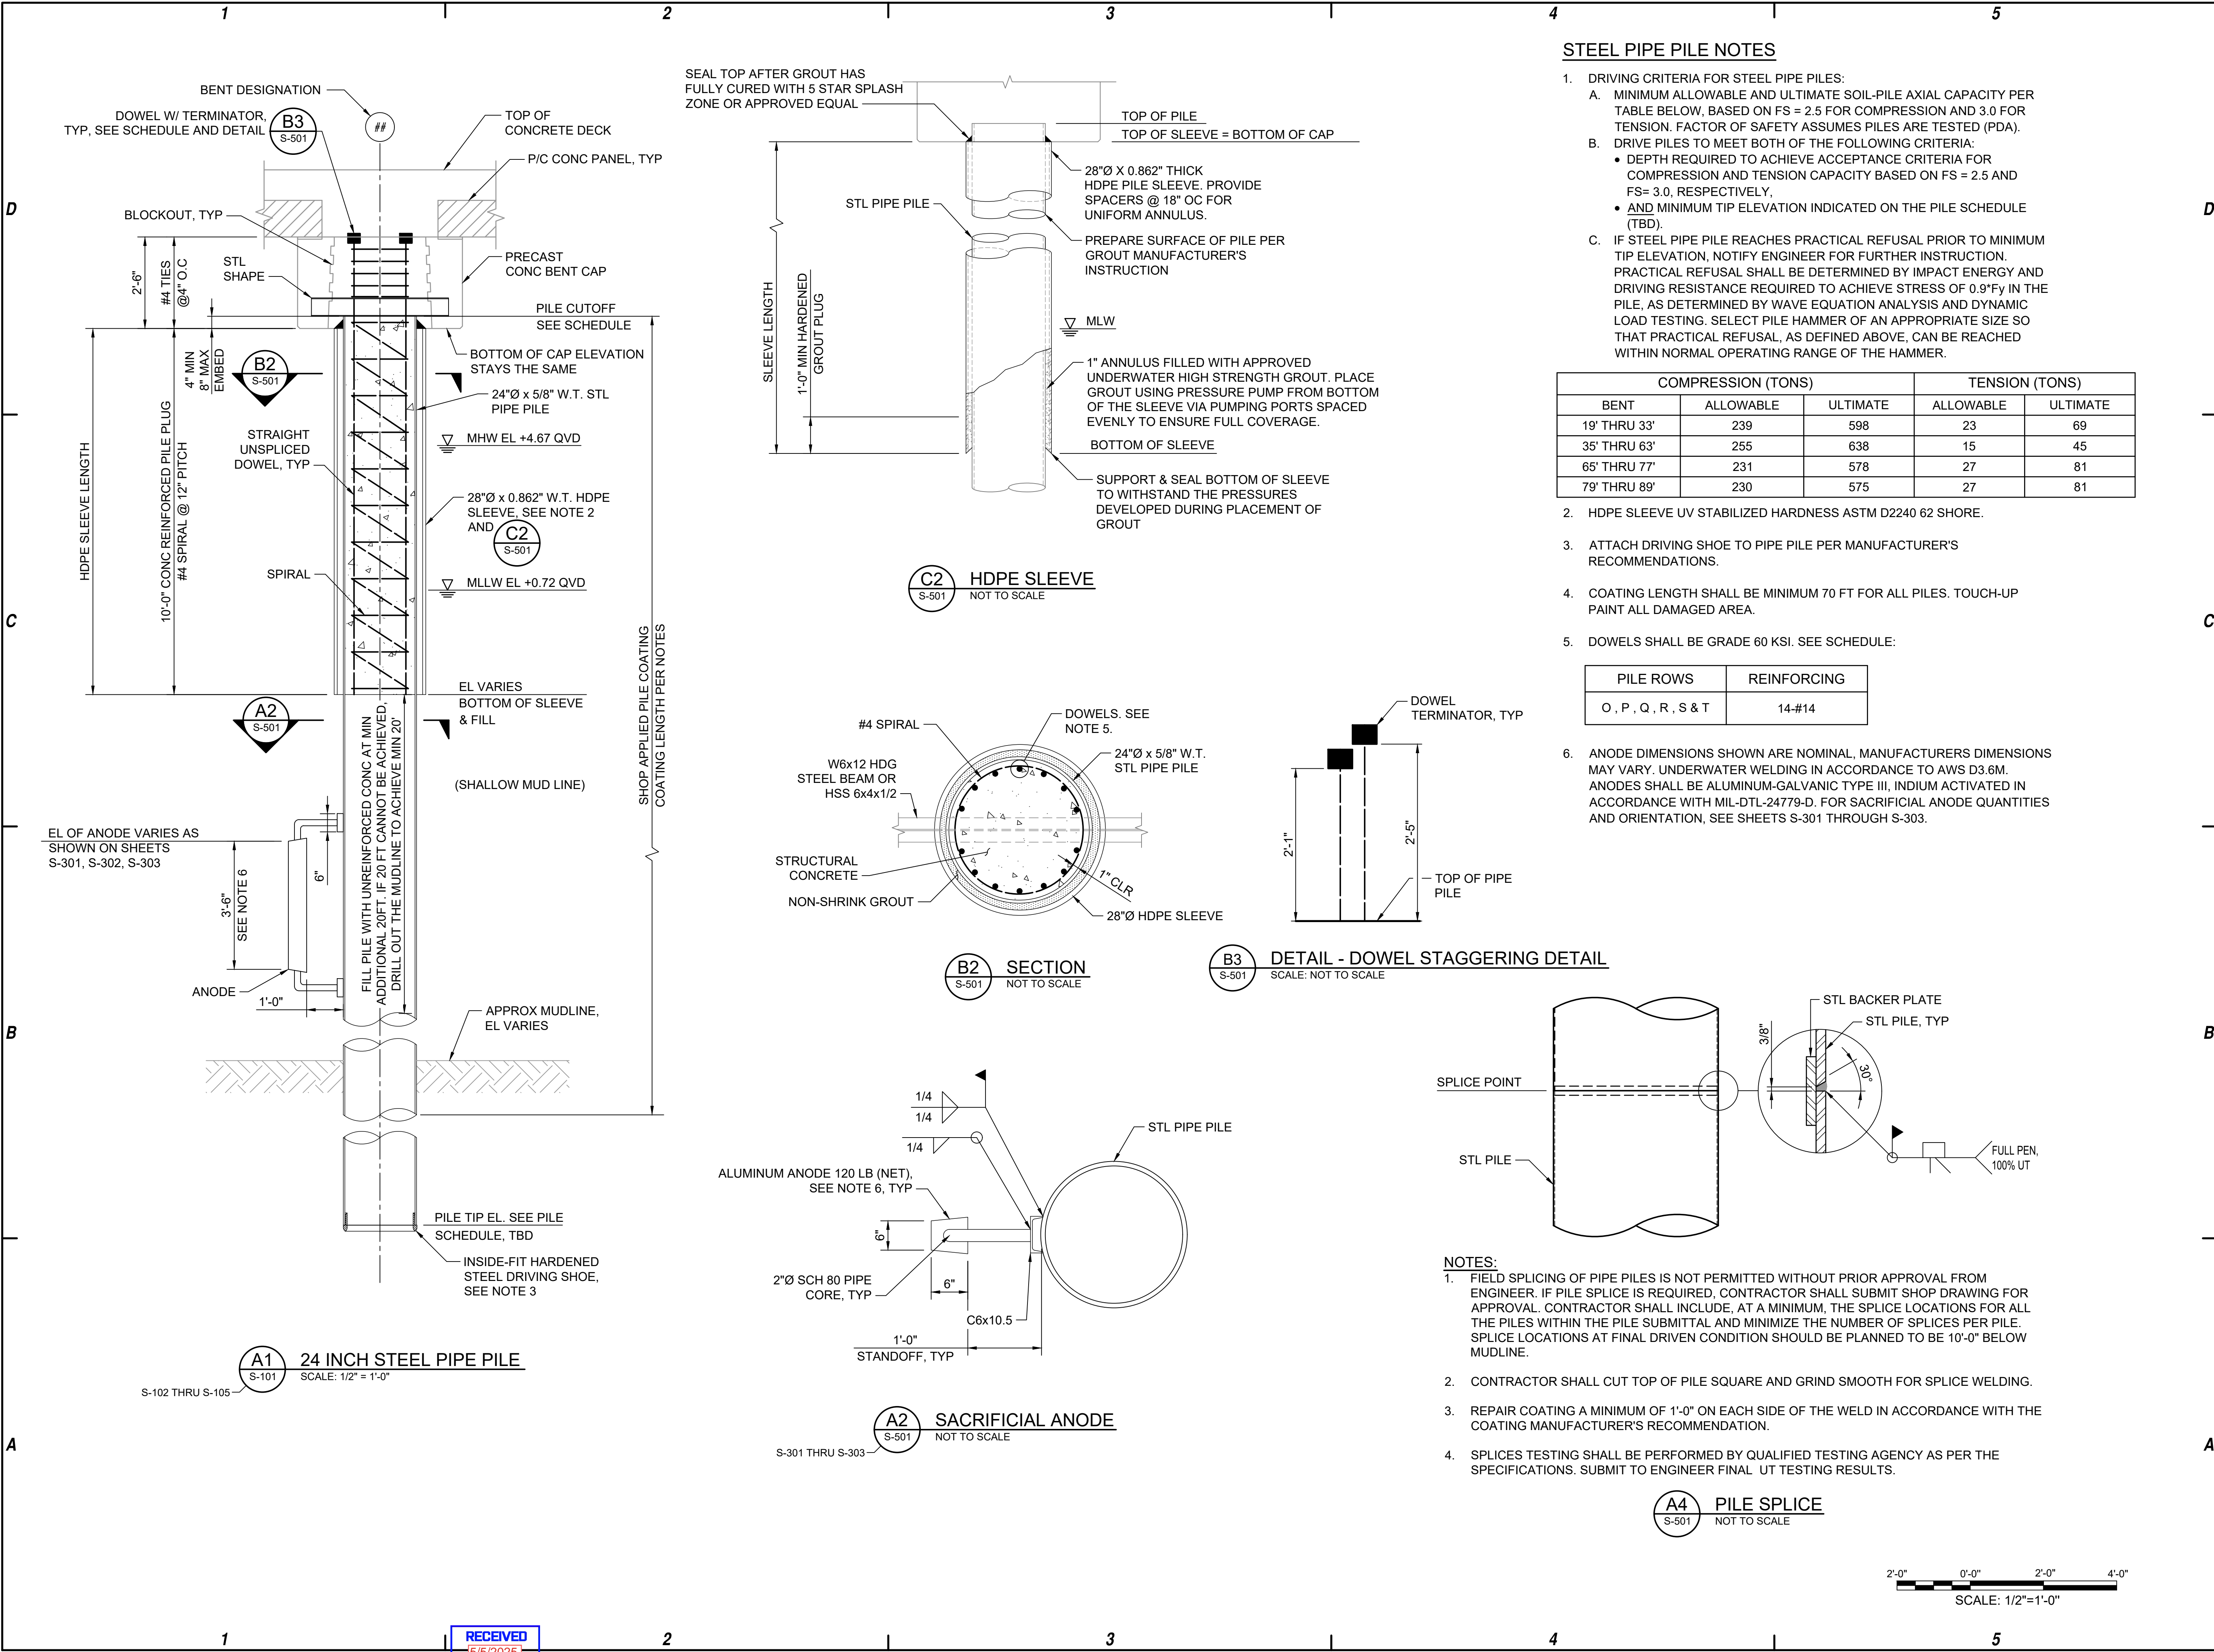 1 2 3 4 5
BENT DESIGNATION
##
DOWEL W/ TERMINATOR,
TYP, SEE SCHEDULE AND DETAIL
B3
S-501
TOP OF
CONCRETE DECK
P/C CONC PANEL, TYP
BLOCKOUT, TYP
STL
SHAPE
PRECAST
CONC BENT CAP
2'-6"
#4 TIES
@4" O.C
PILE CUTOFF
SEE SCHEDULE
4" MIN
8" MAX
EMBED
B2
S-501
BOTTOM OF CAP ELEVATION
STAYS THE SAME
24"Ø x 5/8" W.T. STL
PIPE PILE
STRAIGHT
UNSPLICED
DOWEL, TYP
MHW EL +4.67 QVD
HDPE SLEEVE LENGTH
10'-0" CONC REINFORCED PILE PLUG
#4 SPIRAL @ 12" PITCH
28"Ø x 0.862" W.T. HDPE
SLEEVE, SEE NOTE 2
AND
C2
S-501
SPIRAL
MLLW EL +0.72 QVD
EL VARIES
BOTTOM OF SLEEVE
& FILL
A2
S-501
(SHALLOW MUD LINE)
SHOP APPLIED PILE COATING
COATING LENGTH PER NOTES
FILL PILE WITH UNREINFORCED CONC AT MIN
ADDITIONAL 20FT. IF 20 FT CANNOT BE ACHIEVED,
DRILL OUT THE MUDLINE TO ACHIEVE MIN 20'
EL OF ANODE VARIES AS
SHOWN ON SHEETS
S-301, S-302, S-303
6"
3'-6"
SEE NOTE 6
ANODE
1'-0"
APPROX MUDLINE,
EL VARIES
PILE TIP EL. SEE PILE
SCHEDULE, TBD
INSIDE-FIT HARDENED
STEEL DRIVING SHOE,
SEE NOTE 3
A1
S-101
24 INCH STEEL PIPE PILE
SCALE: 1/2" = 1'-0"
S-102 THRU S-105
SEAL TOP AFTER GROUT HAS
FULLY CURED WITH 5 STAR SPLASH
ZONE OR APPROVED EQUAL
TOP OF PILE
TOP OF SLEEVE = BOTTOM OF CAP
28"Ø X 0.862" THICK
HDPE PILE SLEEVE. PROVIDE
SPACERS @ 18" OC FOR
UNIFORM ANNULUS.
STL PIPE PILE
PREPARE SURFACE OF PILE PER
GROUT MANUFACTURER'S
INSTRUCTION
SLEEVE LENGTH
1'-0" MIN HARDENED
GROUT PLUG
MLW
1" ANNULUS FILLED WITH APPROVED
UNDERWATER HIGH STRENGTH GROUT. PLACE
GROUT USING PRESSURE PUMP FROM BOTTOM
OF THE SLEEVE VIA PUMPING PORTS SPACED
EVENLY TO ENSURE FULL COVERAGE.
BOTTOM OF SLEEVE
SUPPORT & SEAL BOTTOM OF SLEEVE
TO WITHSTAND THE PRESSURES
DEVELOPED DURING PLACEMENT OF
GROUT
C2
S-501
HDPE SLEEVE
NOT TO SCALE
#4 SPIRAL
DOWELS. SEE
NOTE 5.
W6x12 HDG
STEEL BEAM OR
HSS 6x4x1/2
24"Ø x 5/8" W.T.
STL PIPE PILE
STRUCTURAL
CONCRETE
1" CLR
NON-SHRINK GROUT
28"Ø HDPE SLEEVE
B2
S-501
SECTION
NOT TO SCALE
DOWEL
TERMINATOR, TYP
2'-1"
2'-5"
TOP OF PIPE
PILE
B3
S-501
DETAIL - DOWEL STAGGERING DETAIL
SCALE: NOT TO SCALE
1/4
1/4
1/4
STL PIPE PILE
ALUMINUM ANODE 120 LB (NET),
SEE NOTE 6, TYP
6"
2"Ø SCH 80 PIPE
CORE, TYP
6"
C6x10.5
1'-0"
STANDOFF, TYP
A2
S-501
SACRIFICIAL ANODE
NOT TO SCALE
S-301 THRU S-303
STEEL PIPE PILE NOTES
1. DRIVING CRITERIA FOR STEEL PIPE PILES:
A. MINIMUM ALLOWABLE AND ULTIMATE SOIL-PILE AXIAL CAPACITY PER
TABLE BELOW, BASED ON FS = 2.5 FOR COMPRESSION AND 3.0 FOR
TENSION. FACTOR OF SAFETY ASSUMES PILES ARE TESTED (PDA).
B. DRIVE PILES TO MEET BOTH OF THE FOLLOWING CRITERIA:
• DEPTH REQUIRED TO ACHIEVE ACCEPTANCE CRITERIA FOR
COMPRESSION AND TENSION CAPACITY BASED ON FS = 2.5 AND
FS= 3.0, RESPECTIVELY,
• AND MINIMUM TIP ELEVATION INDICATED ON THE PILE SCHEDULE
(TBD).
C. IF STEEL PIPE PILE REACHES PRACTICAL REFUSAL PRIOR TO MINIMUM
TIP ELEVATION, NOTIFY ENGINEER FOR FURTHER INSTRUCTION.
PRACTICAL REFUSAL SHALL BE DETERMINED BY IMPACT ENERGY AND
DRIVING RESISTANCE REQUIRED TO ACHIEVE STRESS OF 0.9*Fy IN THE
PILE, AS DETERMINED BY WAVE EQUATION ANALYSIS AND DYNAMIC
LOAD TESTING. SELECT PILE HAMMER OF AN APPROPRIATE SIZE SO
THAT PRACTICAL REFUSAL, AS DEFINED ABOVE, CAN BE REACHED
WITHIN NORMAL OPERATING RANGE OF THE HAMMER.
COMPRESSION (TONS) TENSION (TONS)
BENT ALLOWABLE ULTIMATE ALLOWABLE ULTIMATE
19' THRU 33' 239 598 23 69
35' THRU 63' 255 638 15 45
65' THRU 77' 231 578 27 81
79' THRU 89' 230 575 27 81
2. HDPE SLEEVE UV STABILIZED HARDNESS ASTM D2240 62 SHORE.
3. ATTACH DRIVING SHOE TO PIPE PILE PER MANUFACTURER'S
RECOMMENDATIONS.
4. COATING LENGTH SHALL BE MINIMUM 70 FT FOR ALL PILES. TOUCH-UP
PAINT ALL DAMAGED AREA.
5. DOWELS SHALL BE GRADE 60 KSI. SEE SCHEDULE:
PILE ROWS REINFORCING
O , P , Q , R , S & T 14-#14
6. ANODE DIMENSIONS SHOWN ARE NOMINAL, MANUFACTURERS DIMENSIONS
MAY VARY. UNDERWATER WELDING IN ACCORDANCE TO AWS D3.6M.
ANODES SHALL BE ALUMINUM-GALVANIC TYPE III, INDIUM ACTIVATED IN
ACCORDANCE WITH MIL-DTL-24779-D. FOR SACRIFICIAL ANODE QUANTITIES
AND ORIENTATION, SEE SHEETS S-301 THROUGH S-303.
STL BACKER PLATE
STL PILE, TYP
3/8"
30°
SPLICE POINT
STL PILE
FULL PEN,
100% UT
NOTES:
1. FIELD SPLICING OF PIPE PILES IS NOT PERMITTED WITHOUT PRIOR APPROVAL FROM
ENGINEER. IF PILE SPLICE IS REQUIRED, CONTRACTOR SHALL SUBMIT SHOP DRAWING FOR
APPROVAL. CONTRACTOR SHALL INCLUDE, AT A MINIMUM, THE SPLICE LOCATIONS FOR ALL
THE PILES WITHIN THE PILE SUBMITTAL AND MINIMIZE THE NUMBER OF SPLICES PER PILE.
SPLICE LOCATIONS AT FINAL DRIVEN CONDITION SHOULD BE PLANNED TO BE 10'-0" BELOW
MUDLINE.
2. CONTRACTOR SHALL CUT TOP OF PILE SQUARE AND GRIND SMOOTH FOR SPLICE WELDING.
3. REPAIR COATING A MINIMUM OF 1'-0" ON EACH SIDE OF THE WELD IN ACCORDANCE WITH THE
COATING MANUFACTURER'S RECOMMENDATION.
4. SPLICES TESTING SHALL BE PERFORMED BY QUALIFIED TESTING AGENCY AS PER THE
SPECIFICATIONS. SUBMIT TO ENGINEER FINAL UT TESTING RESULTS.
A4
S-501
PILE SPLICE
NOT TO SCALE
2'-0" 0'-0" 2'-0" 4'-0"
SCALE: 1/2"=1'-0"
D D
C C
B B
A A
RECEIVED
5/5/2025
1 2 3 4 5